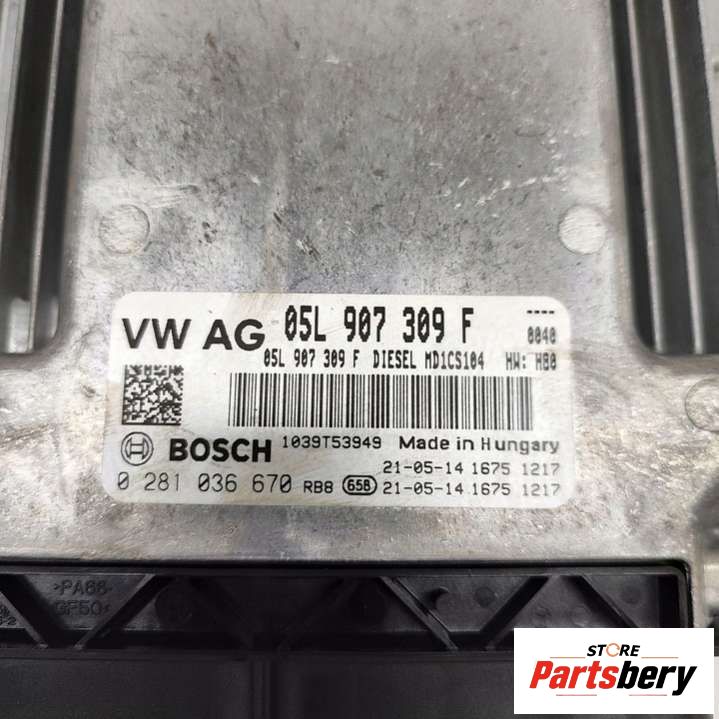 VW AG 05L 907 309 F ----
0040
05L 907 309 F DIESEL MD1CS104 HW: H80
BOSCH 1039T53949 Made in Hungary
21-05-14 1675 1217
0 281 036 670 RB8 658 21-05-14 1675 1217
>PA66-
GF50<
STORE
Partsbery